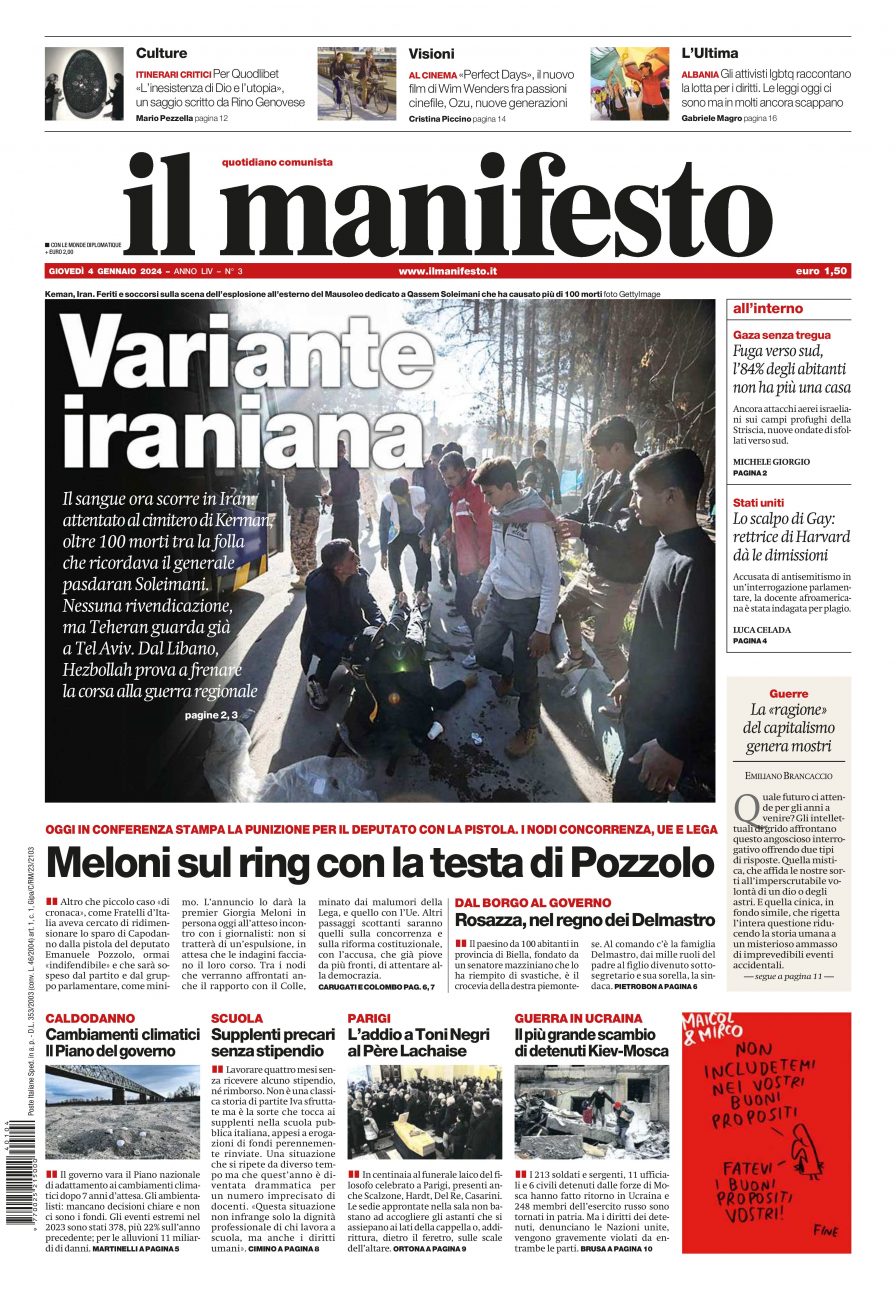 Culture
ITINERARI CRITICI Per Quodlibet
«L'inesistenza di Dio e l'utopia»,
un saggio scritto da Rino Genovese
Mario Pezzella pagina 12
Visioni
AL CINEMA «Perfect Days», il nuovo
film di Wim Wenders fra passioni
cinefile, Ozu, nuove generazioni
Cristina Piccino pagina 14
L'Ultima
ALBANIA Gli attivisti lgbtq raccontano
la lotta per i diritti. Le leggi oggi ci
sono ma in molti ancora scappano
Gabriele Magro pagina 16
quotidiano comunista
il manifesto
CON LE MONDE DIPLOMATIQUE
+ EURO 2,00
GIOVEDÌ 4 GENNAIO 2024 – ANNO LIV – N° 3
www.ilmanifesto.it
euro 1,50
Keman, Iran. Feriti e soccorsi sulla scena dell'esplosione all'esterno del Mausoleo dedicato a Qassem Soleimani che ha causato più di 100 morti foto GettyImage
Variante
iraniana
Il sangue ora scorre in Iran:
attentato al cimitero di Kerman,
oltre 100 morti tra la folla
che ricordava il generale
pasdaran Soleimani.
Nessuna rivendicazione,
ma Teheran guarda già
a Tel Aviv. Dal Libano,
Hezbollah prova a frenare
la corsa alla guerra regionale
pagine 2, 3
all'interno
Gaza senza tregua
Fuga verso sud,
l'84% degli abitanti
non ha più una casa
Ancora attacchi aerei israelia-
ni sui campi profughi della
Striscia, nuove ondate di sfol-
lati verso sud.
MICHELE GIORGIO
PAGINA 2
Stati uniti
Lo scalpo di Gay:
rettrice di Harvard
dà le dimissioni
Accusata di antisemitismo in
un'interrogazione parlamen-
tare, la docente afroamerica-
na è stata indagata per plagio.
LUCA CELADA
PAGINA 4
Guerre
La «ragione»
del capitalismo
genera mostri
EMILIANO BRANCACCIO
Quale futuro ci atten-
de per gli anni a
venire? Gli intellet-
tuali di grido affrontano
questo angoscioso interro-
gativo offrendo due tipi
di risposte. Quella misti-
ca, che affida le nostre sor-
ti all'imperscrutabile vo-
lontà di un dio o degli
astri. E quella cinica, in
fondo simile, che rigetta
l'intera questione ridu-
cendo la storia umana a
un misterioso ammasso
di imprevedibili eventi
accidentali.
— segue a pagina 11 —
OGGI IN CONFERENZA STAMPA LA PUNIZIONE PER IL DEPUTATO CON LA PISTOLA. I NODI CONCORRENZA, UE E LEGA
Meloni sul ring con la testa di Pozzolo
Altro che piccolo caso «di
cronaca», come Fratelli d'Ita-
lia aveva cercato di ridimen-
sionare lo sparo di Capodan-
no dalla pistola del deputato
Emanuele Pozzolo, ormai
«indifendibile» e che sarà so-
speso dal partito e dal grup-
po parlamentare, come mini-
mo. L'annuncio lo darà la
premier Giorgia Meloni in
persona oggi all'atteso incon-
tro con i giornalisti: non si
tratterà di un'espulsione, in
attesa che le indagini faccia-
no il loro corso. Tra i nodi
che verranno affrontati an-
che il rapporto con il Colle,
minato dai malumori della
Lega, e quello con l'Ue. Altri
passaggi scottanti saranno
quelli sulla concorrenza e
sulla riforma costituzionale,
con l'accusa, che già piove
da più fronti, di attentare al-
la democrazia.
CARUGATI E COLOMBO PAG. 6, 7
DAL BORGO AL GOVERNO
Rosazza, nel regno dei Delmastro
Il paesino da 100 abitanti in
provincia di Biella, fondato da
un senatore mazziniano che lo
ha riempito di svastiche, è il
crocevia della destra piemonte-
se. Al comando c'è la famiglia
Delmastro, dai mille ruoli del
padre al figlio divenuto sotto-
segretario e sua sorella, la sin-
daca. PIETROBON A PAGINA 6
CALDODANNO
Cambiamenti climatici
Il Piano del governo
Il governo vara il Piano nazionale
di adattamento ai cambiamenti clima-
tici dopo 7 anni d'attesa. Gli ambienta-
listi: mancano decisioni chiare e non
ci sono i fondi. Gli eventi estremi nel
2023 sono stati 378, più 22% sull'anno
precedente; per le alluvioni 11 miliar-
di di danni. MARTINELLI A PAGINA 5
SCUOLA
Supplenti precari
senza stipendio
Lavorare quattro mesi sen-
za ricevere alcuno stipendio,
né rimborso. Non è una classi-
ca storia di partite Iva sfrutta-
te ma è la sorte che tocca ai
supplenti nella scuola pub-
blica italiana, appesi a eroga-
zioni di fondi perennemen-
te rinviate. Una situazione
che si ripete da diverso tem-
po ma che quest'anno è di-
ventata drammatica per
un numero imprecisato di
docenti. «Questa situazione
non infrange solo la dignità
professionale di chi lavora a
scuola, ma anche i diritti
umani». CIMINO A PAGINA 8
PARIGI
L'addio a Toni Negri
al Père Lachaise
In centinaia al funerale laico del fi-
losofo celebrato a Parigi, presenti an-
che Scalzone, Hardt, Del Re, Casarini.
Le sedie approntate nella sala non ba-
stano ad accogliere gli astanti che si
assiepano ai lati della cappella o, addi-
rittura, dietro il feretro, sulle scale
dell'altare. ORTONA A PAGINA 9
GUERRA IN UCRAINA
Il più grande scambio
di detenuti Kiev-Mosca
I 213 soldati e sergenti, 11 ufficia-
li e 6 civili detenuti dalle forze di Mo-
sca hanno fatto ritorno in Ucraina e
248 membri dell'esercito russo sono
tornati in patria. Ma i diritti dei dete-
nuti, denunciano le Nazioni unite,
vengono gravemente violati da en-
trambe le parti. BRUSA A PAGINA 10
MAICOL
& MIRCO
NON
INCLUDETEMI
NEI VOSTRI
BUONI
PROPOSITI
FATEVI
I BUONI
PROPOSITI
VOSTRI!
FINE
Poste Italiane Sped. in a. p. - D.L. 353/2003 (conv. L. 46/2004) art. 1, c. 1, Gipa/C/RM/23/2103
40104
9 770025 215000